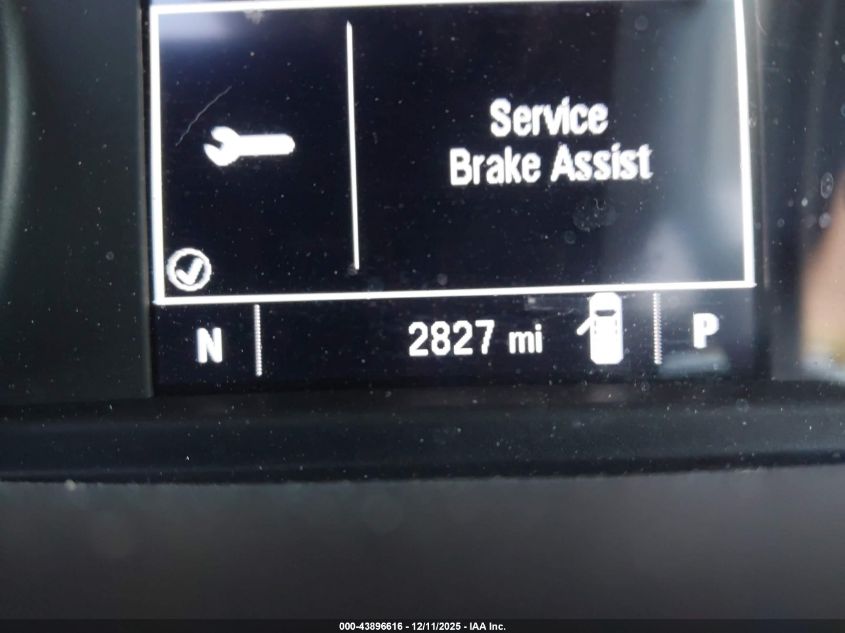 Service
Brake Assist
N
2827 mi
P
000-43896616 - 12/11/2025 - IAA Inc.